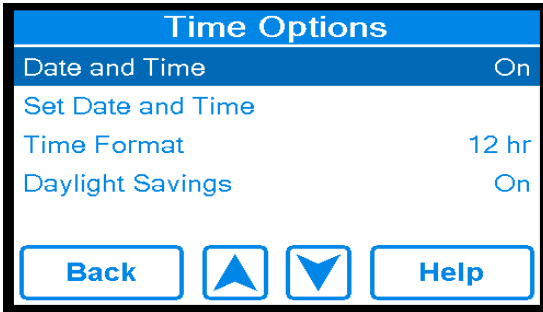 Time Options
Date and Time On
Set Date and Time
Time Format 12 hr
Daylight Savings On
Back Help